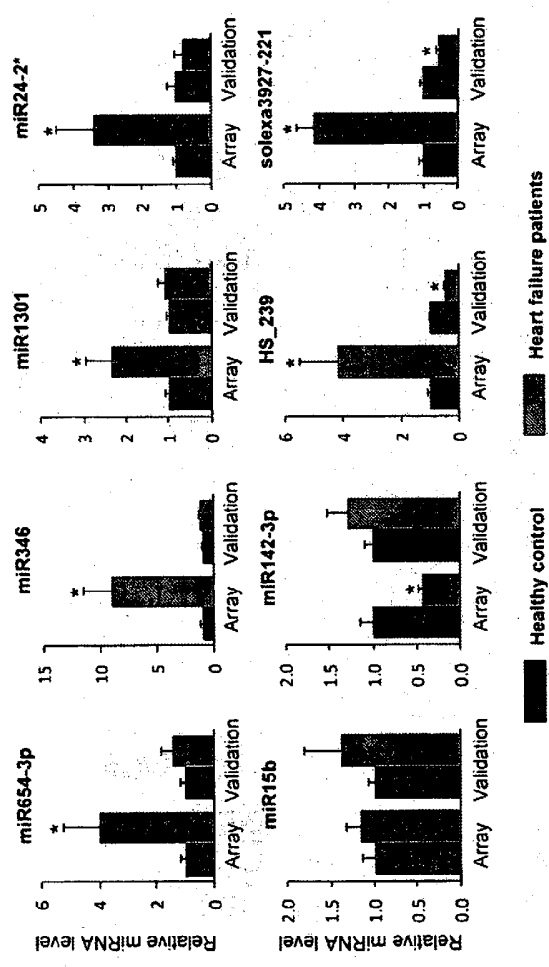 miR654-3p
Relative miRNA level
6
4
2
0
Array Validation
miR346
15
10
5
0
Array Validation
miR1301
*
4
3
2
1
0
Array Validation
miR24-2*
*
5
4
3
2
1
0
Array Validation
miR15b
Relative miRNA level
2.0
1.5
1.0
0.5
0.0
Array Validation
miR142-3p
*
2.0
1.5
1.0
0.5
0.0
Array Validation
HS_239
* *
6
4
2
0
Array Validation
solexa3927-221
* *
5
4
3
2
1
0
Array Validation
Healthy control
Heart failure patients